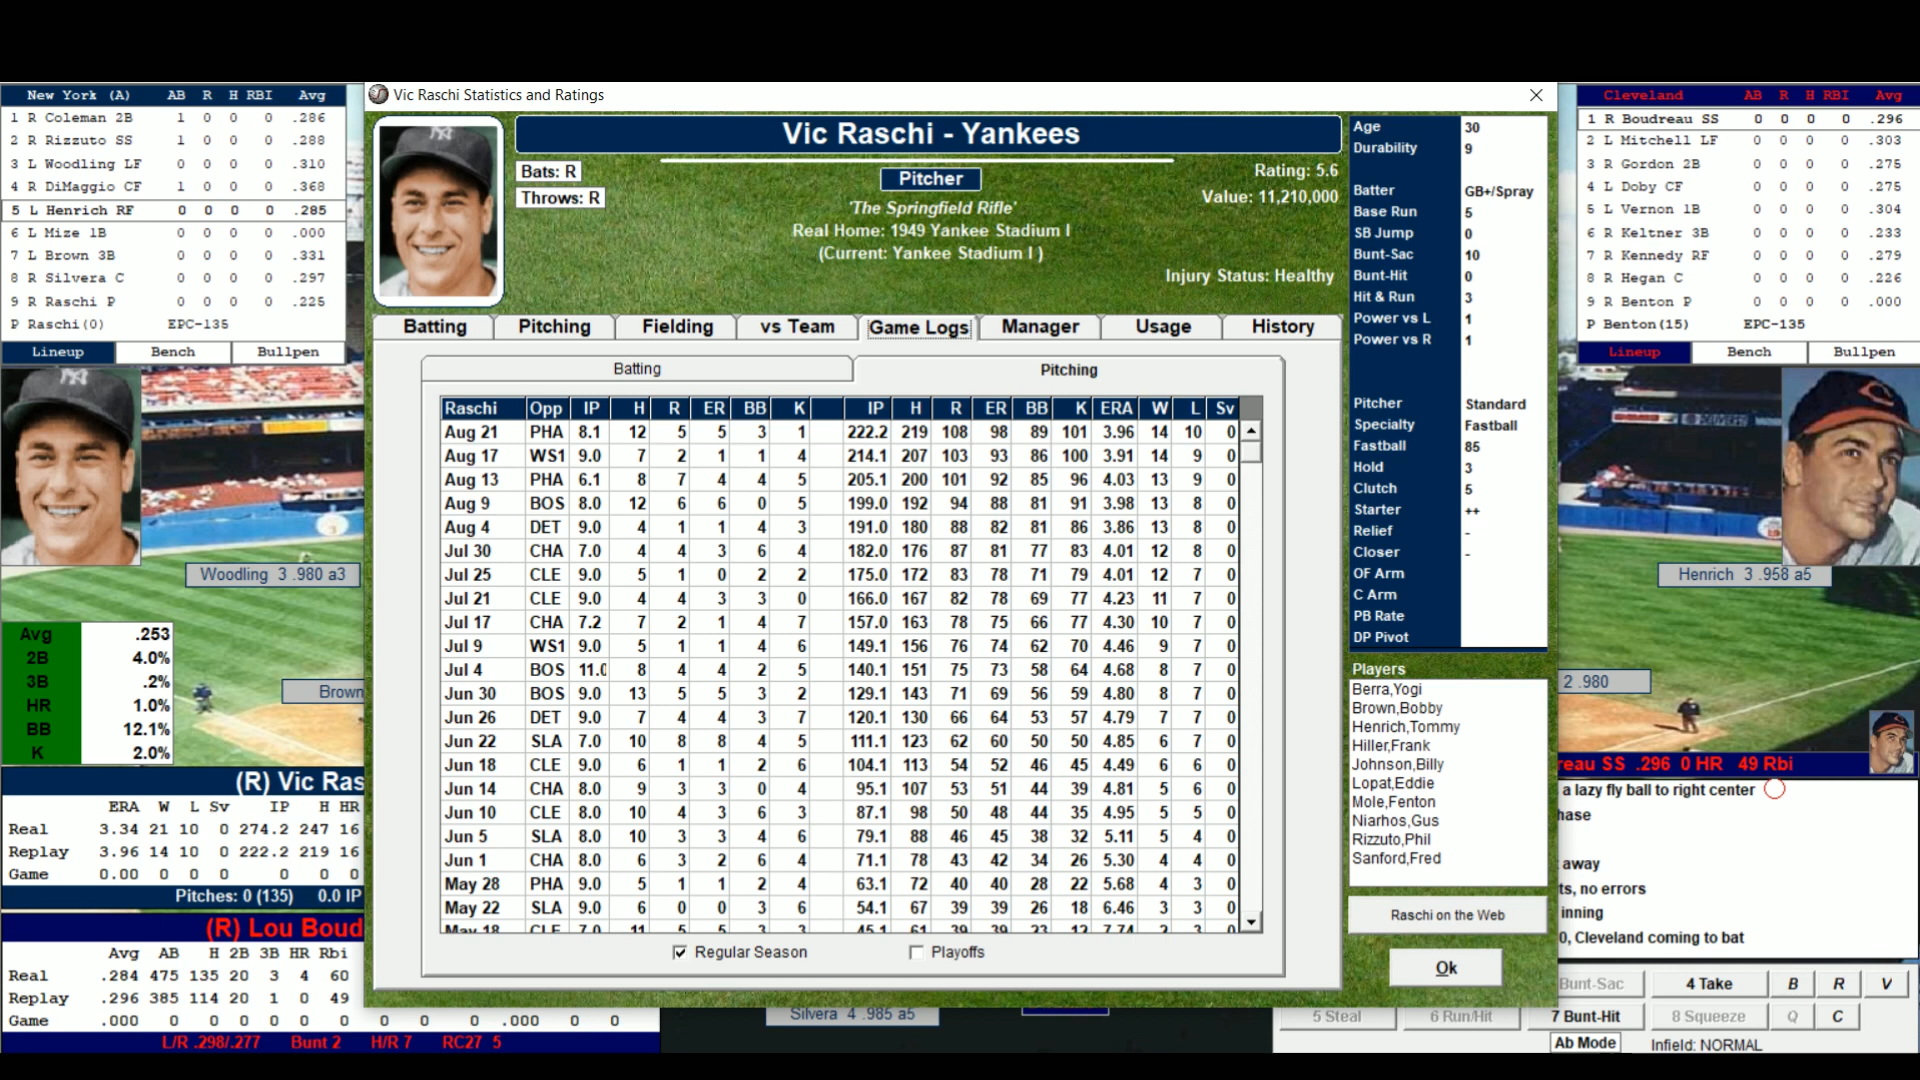 New York (A) AB R H RBI Avg
1 R Coleman 2B 1 0 0 0 .286
2 R Rizzuto SS 1 0 0 0 .288
3 L Woodling LF 0 0 0 0 .310
4 R DiMaggio CF 1 0 0 0 .368
5 L Henrich RF 0 0 0 0 .285
6 L Mize 1B 0 0 0 0 .000
7 L Brown 3B 0 0 0 0 .331
8 R Silvera C 0 0 0 0 .297
9 R Raschi P 0 0 0 0 .225
P Raschi(0) EPC-135
Lineup Bench Bullpen
Woodling 3 .980 a3
Brown
Avg .253
2B 4.0%
3B .2%
HR 1.0%
BB 12.1%
K 2.0%
(R) Vic Ras
ERA W L Sv IP H HR
Real 3.34 21 10 0 274.2 247 16
Replay 3.96 14 10 0 222.2 219 16
Game 0.00 0 0 0 0 0 0
Pitches: 0 (135) 0.0 IP
(R) Lou Boud
Avg AB H 2B 3B HR Rbi
Real .284 475 135 20 3 4 60
Replay .296 385 114 20 1 0 49
Game .000 0 0 0 0 0 0 0 0 .000 0 0
L/R .298/.277 Bunt 2 H/R 7 RC27 5
Vic Raschi Statistics and Ratings
Vic Raschi - Yankees
Bats: R
Throws: R
Pitcher
'The Springfield Rifle'
Real Home: 1949 Yankee Stadium I
(Current: Yankee Stadium I )
Rating: 5.6
Value: 11,210,000
Injury Status: Healthy
Batting Pitching Fielding vs Team Game Logs Manager Usage History
Batting Pitching
Raschi Opp IP H R ER BB K IP H R ER BB K ERA W L Sv
Aug 21 PHA 8.1 12 5 5 3 1 222.2 219 108 98 89 101 3.96 14 10 0
Aug 17 WS1 9.0 7 2 1 1 4 214.1 207 103 93 86 100 3.91 14 9 0
Aug 13 PHA 6.1 8 7 4 4 5 205.1 200 101 92 85 96 4.03 13 9 0
Aug 9 BOS 8.0 12 6 6 0 5 199.0 192 94 88 81 91 3.98 13 8 0
Aug 4 DET 9.0 4 1 1 4 3 191.0 180 88 82 81 86 3.86 13 8 0
Jul 30 CHA 7.0 4 4 3 6 4 182.0 176 87 81 77 83 4.01 12 8 0
Jul 25 CLE 9.0 5 1 0 2 2 175.0 172 83 78 71 79 4.01 12 7 0
Jul 21 CLE 9.0 4 4 3 3 0 166.0 167 82 78 69 77 4.23 11 7 0
Jul 17 CHA 7.2 7 2 1 4 7 157.0 163 78 75 66 77 4.30 10 7 0
Jul 9 WS1 9.0 5 1 1 4 6 149.1 156 76 74 62 70 4.46 9 7 0
Jul 4 BOS 11.0 8 4 4 2 5 140.1 151 75 73 58 64 4.68 8 7 0
Jun 30 BOS 9.0 13 5 5 3 2 129.1 143 71 69 56 59 4.80 8 7 0
Jun 26 DET 9.0 7 4 4 3 7 120.1 130 66 64 53 57 4.79 7 7 0
Jun 22 SLA 7.0 10 8 8 4 5 111.1 123 62 60 50 50 4.85 6 7 0
Jun 18 CLE 9.0 6 1 1 2 6 104.1 113 54 52 46 45 4.49 6 6 0
Jun 14 CHA 8.0 9 3 3 0 4 95.1 107 53 51 44 39 4.81 5 6 0
Jun 10 CLE 8.0 10 4 3 6 3 87.1 98 50 48 44 35 4.95 5 5 0
Jun 5 SLA 8.0 10 3 3 4 6 79.1 88 46 45 38 32 5.11 5 4 0
Jun 1 CHA 8.0 6 3 2 6 4 71.1 78 43 42 34 26 5.30 4 4 0
May 28 PHA 9.0 5 1 1 2 4 63.1 72 40 40 28 22 5.68 4 3 0
May 22 SLA 9.0 6 0 0 3 6 54.1 67 39 39 26 18 6.46 3 3 0
May 18 CLE 7.0 11 5 5 3 3 45.1 61 39 39 23 12 7.74 2 3 0
Regular Season Playoffs
Age 30
Durability 9
Batter GB+/Spray
Base Run 5
SB Jump 0
Bunt-Sac 10
Bunt-Hit 0
Hit & Run 3
Power vs L 1
Power vs R 1
Pitcher Standard
Specialty Fastball
Fastball 85
Hold 3
Clutch 5
Starter ++
Relief -
Closer -
OF Arm
C Arm
PB Rate
DP Pivot
Players
Berra,Yogi
Brown,Bobby
Henrich,Tommy
Hiller,Frank
Johnson,Billy
Lopat,Eddie
Mole,Fenton
Niarhos,Gus
Rizzuto,Phil
Sanford,Fred
Raschi on the Web
Ok
Silvera 4 .985 a5
Cleveland AB R H RBI Avg
1 R Boudreau SS 0 0 0 0 .296
2 L Mitchell LF 0 0 0 0 .303
3 R Gordon 2B 0 0 0 0 .275
4 L Doby CF 0 0 0 0 .275
5 L Vernon 1B 0 0 0 0 .304
6 R Keltner 3B 0 0 0 0 .233
7 R Kennedy RF 0 0 0 0 .279
8 R Hegan C 0 0 0 0 .226
9 R Benton P 0 0 0 0 .000
P Benton(15) EPC-135
Lineup Bench Bullpen
Henrich 3 .958 a5
2 .980
reau SS .296 0 HR 49 Rbi
a lazy fly ball to right center
hase
away
ts, no errors
inning
0, Cleveland coming to bat
Bunt-Sac 4 Take B R V
5 Steal 6 Run/Hit 7 Bunt-Hit 8 Squeeze Q C
Ab Mode Infield: NORMAL